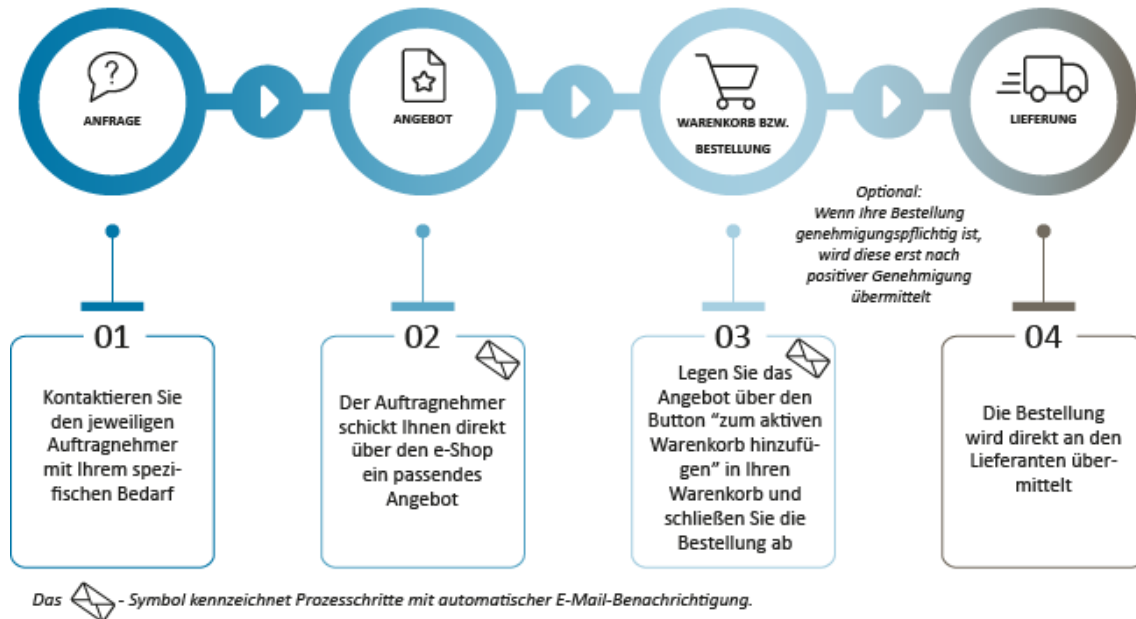 ?
ANFRAGE
ANGEBOT
WARENKORB BZW.
BESTELLUNG
LIEFERUNG
Optional:
Wenn Ihre Bestellung
genehmigungspflichtig ist,
wird diese erst nach
positiver Genehmigung
übermittelt
01
Kontaktieren Sie
den jeweiligen
Auftragnehmer
mit Ihrem spezi-
fischen Bedarf
02
Der Auftragnehmer
schickt Ihnen direkt
über den e-Shop
ein passendes
Angebot
03
Legen Sie das
Angebot über den
Button “zum aktiven
Warenkorb hinzufü-
gen” in Ihren
Warenkorb und
schließen Sie die
Bestellung ab
04
Die Bestellung
wird direkt an den
Lieferanten über-
mittelt
Das - Symbol kennzeichnet Prozesschritte mit automatischer E-Mail-Benachrichtigung.